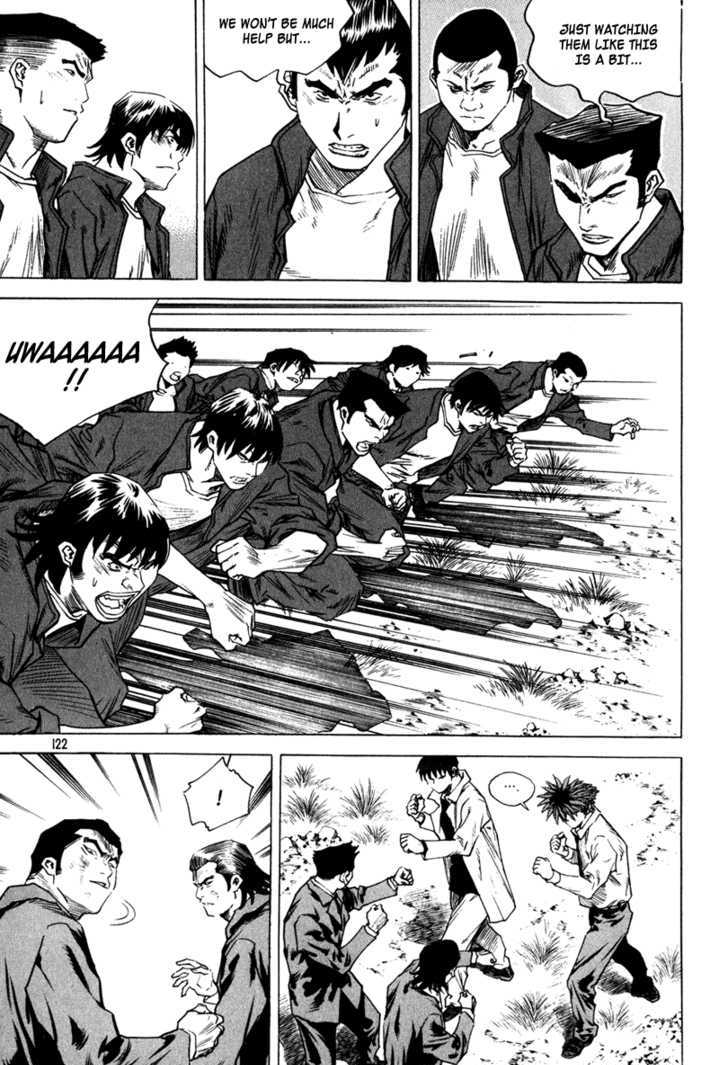 WE WON'T BE MUCH
HELP BUT...
JUST WATCHING
THEM LIKE THIS
IS A BIT...
UWAAAAAA
!!
122
!
...